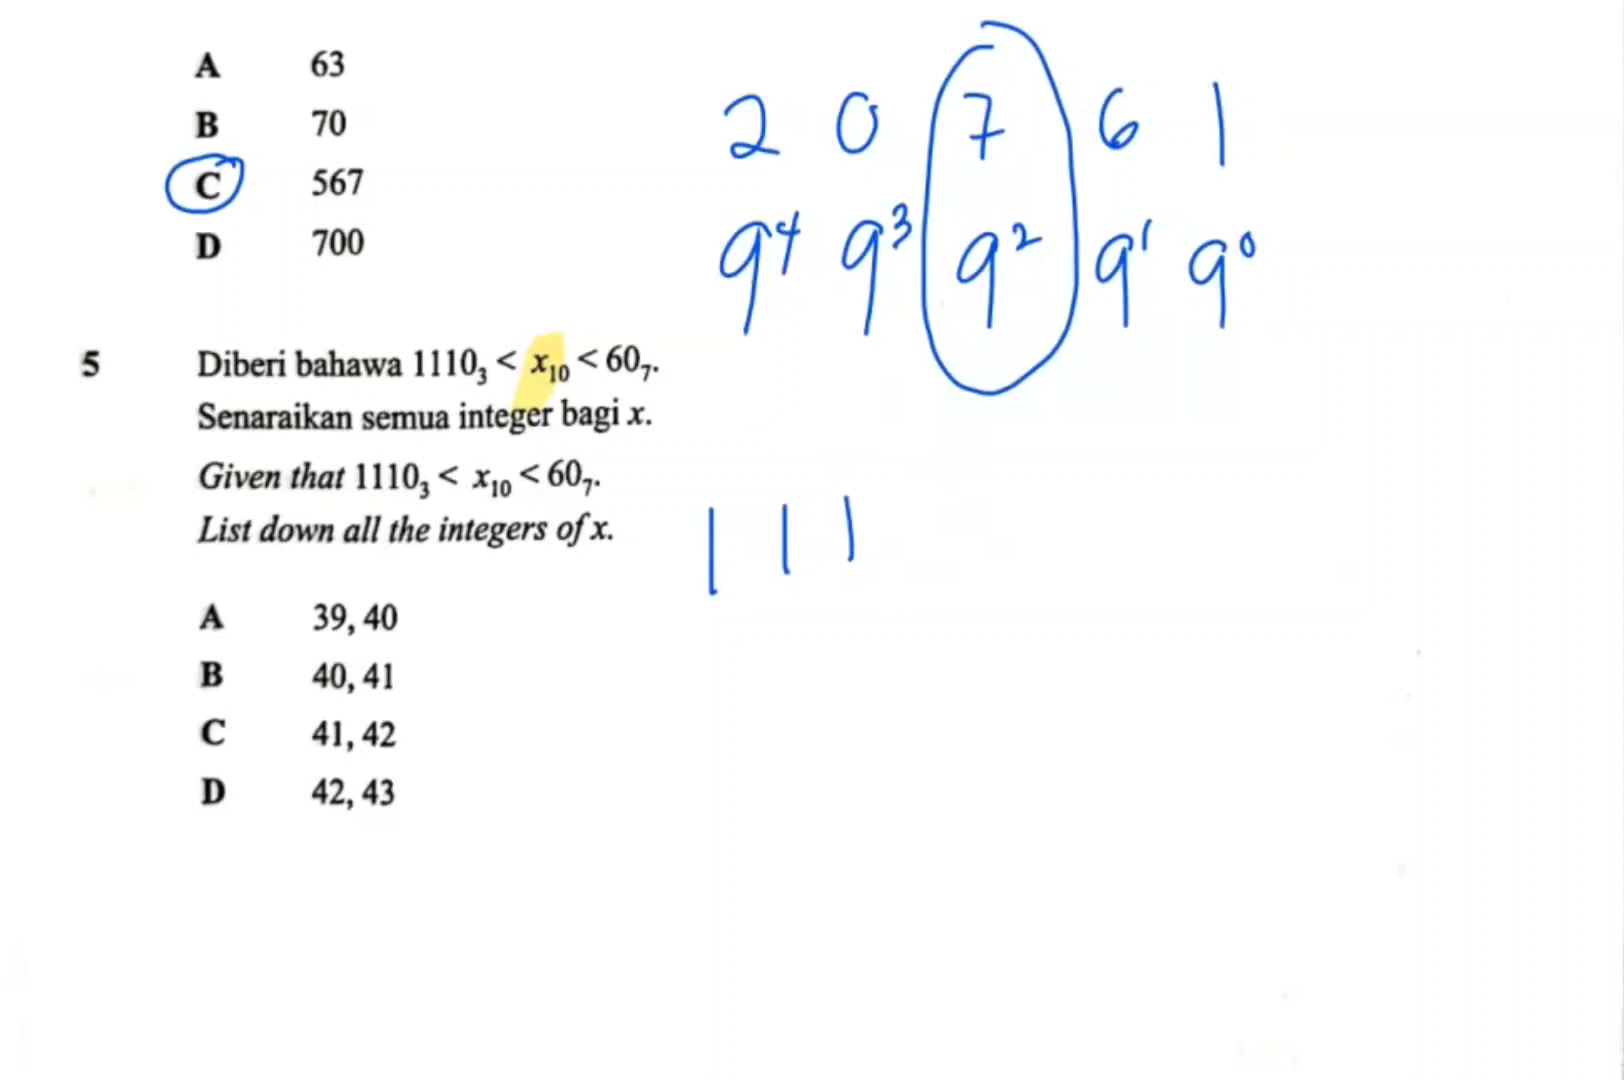 A 63
B 70
C 567
D 700
2 0 7 6 1
9⁴ 9³ 9² 9¹ 9⁰
5 Diberi bahawa 1110₃ < x₁₀ < 60₇.
Senaraikan semua integer bagi x.
Given that 1110₃ < x₁₀ < 60₇.
List down all the integers of x.
1 1 1
A 39, 40
B 40, 41
C 41, 42
D 42, 43